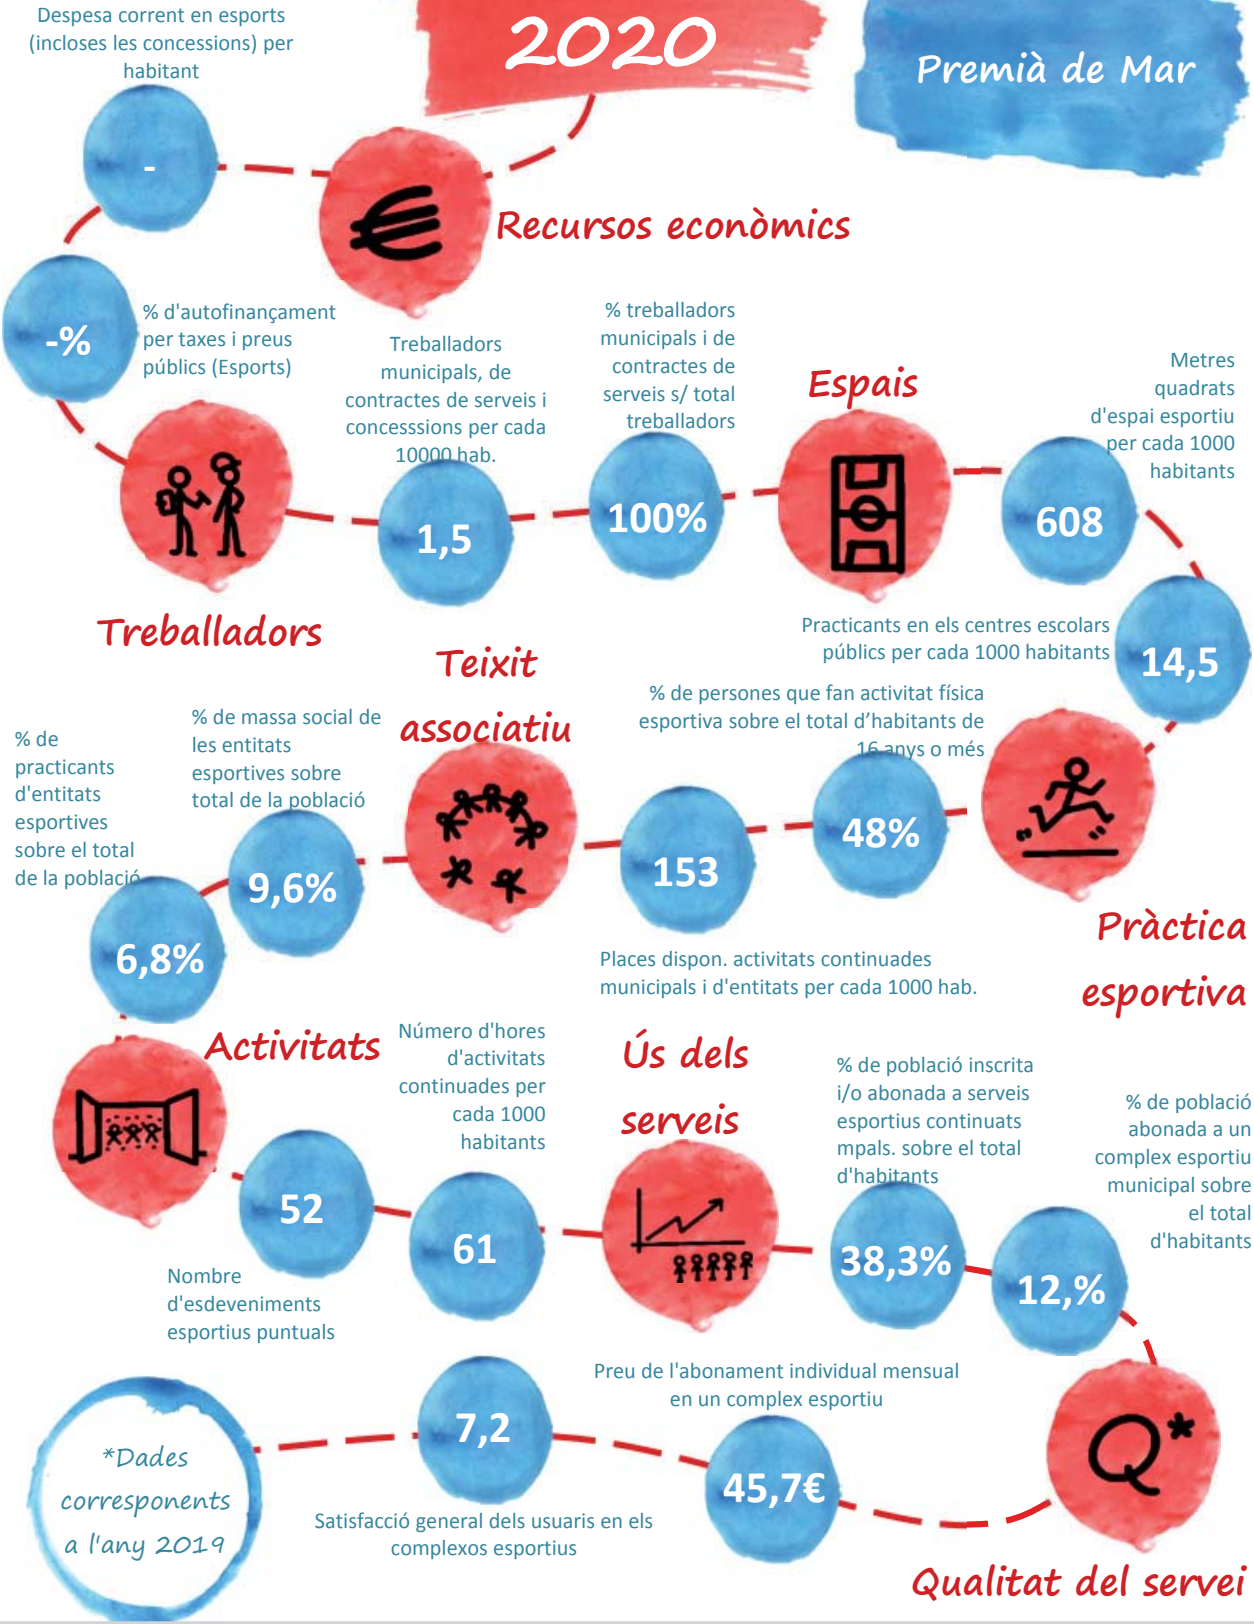 Despesa corrent en esports
(incloses les concessions) per
habitant
2020
Premià de Mar
-
Recursos econòmics
-%
% d'autofinançament
per taxes i preus
públics (Esports)
Treballadors
municipals, de
contractes de serveis i
concesssions per cada
10000 hab.
1,5
% treballadors
municipals i de
contractes de
serveis s/ total
treballadors
100%
Treballadors
Espais
Metres
quadrats
d'espai esportiu
per cada 1000
habitants
608
Practicants en els centres escolars
públics per cada 1000 habitants
14,5
% de persones que fan activitat física
esportiva sobre el total d’habitants de
16 anys o més
48%
Pràctica
esportiva
153
Places dispon. activitats continuades
municipals i d'entitats per cada 1000 hab.
Teixit
associatiu
% de massa social de
les entitats
esportives sobre
total de la població
9,6%
% de
practicants
d'entitats
esportives
sobre el total
de la població
6,8%
Activitats
52
Nombre
d'esdeveniments
esportius puntuals
Número d'hores
d'activitats
continuades per
cada 1000
habitants
61
Ús dels
serveis
% de població inscrita
i/o abonada a serveis
esportius continuats
mpals. sobre el total
d'habitants
38,3%
% de població
abonada a un
complex esportiu
municipal sobre
el total
d'habitants
12,%
Q*
Qualitat del servei
Preu de l'abonament individual mensual
en un complex esportiu
45,7€
7,2
Satisfacció general dels usuaris en els
complexos esportius
*Dades
corresponents
a l'any 2019